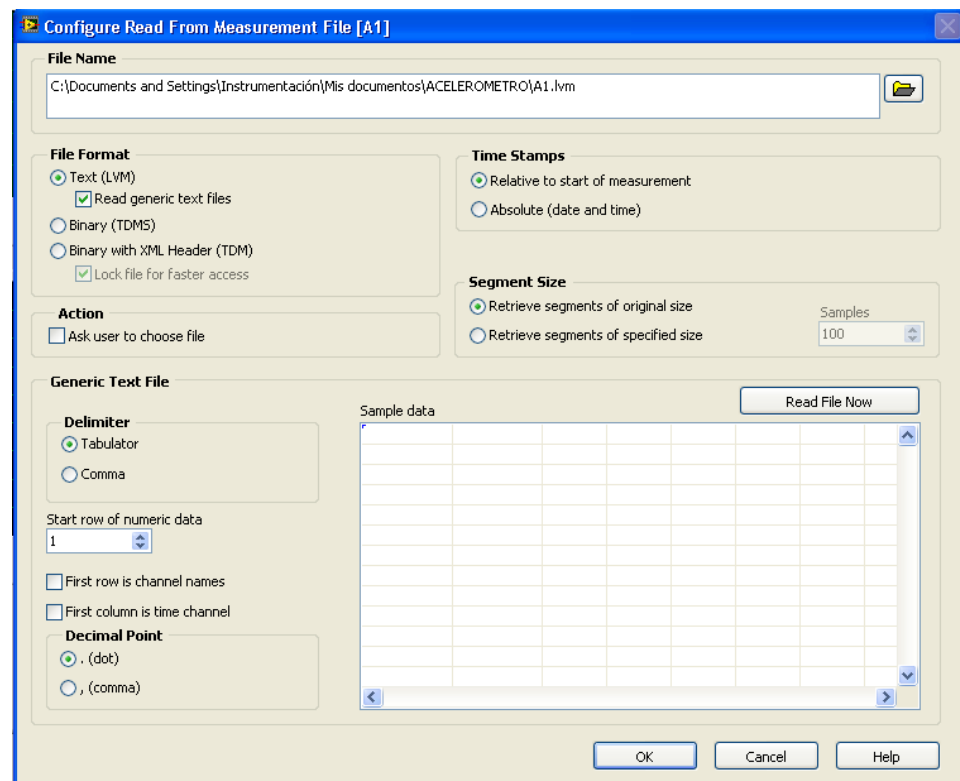 Configure Read From Measurement File [A1]
File Name
C:\Documents and Settings\Instrumentación\Mis documentos\ACELEROMETRO\A1.lvm
File Format
Text (LVM)
Read generic text files
Binary (TDMS)
Binary with XML Header (TDM)
Lock file for faster access
Time Stamps
Relative to start of measurement
Absolute (date and time)
Action
Ask user to choose file
Segment Size
Retrieve segments of original size
Retrieve segments of specified size
Samples
100
Generic Text File
Delimiter
Tabulator
Comma
Start row of numeric data
1
First row is channel names
First column is time channel
Decimal Point
. (dot)
, (comma)
Sample data
Read File Now
OK
Cancel
Help